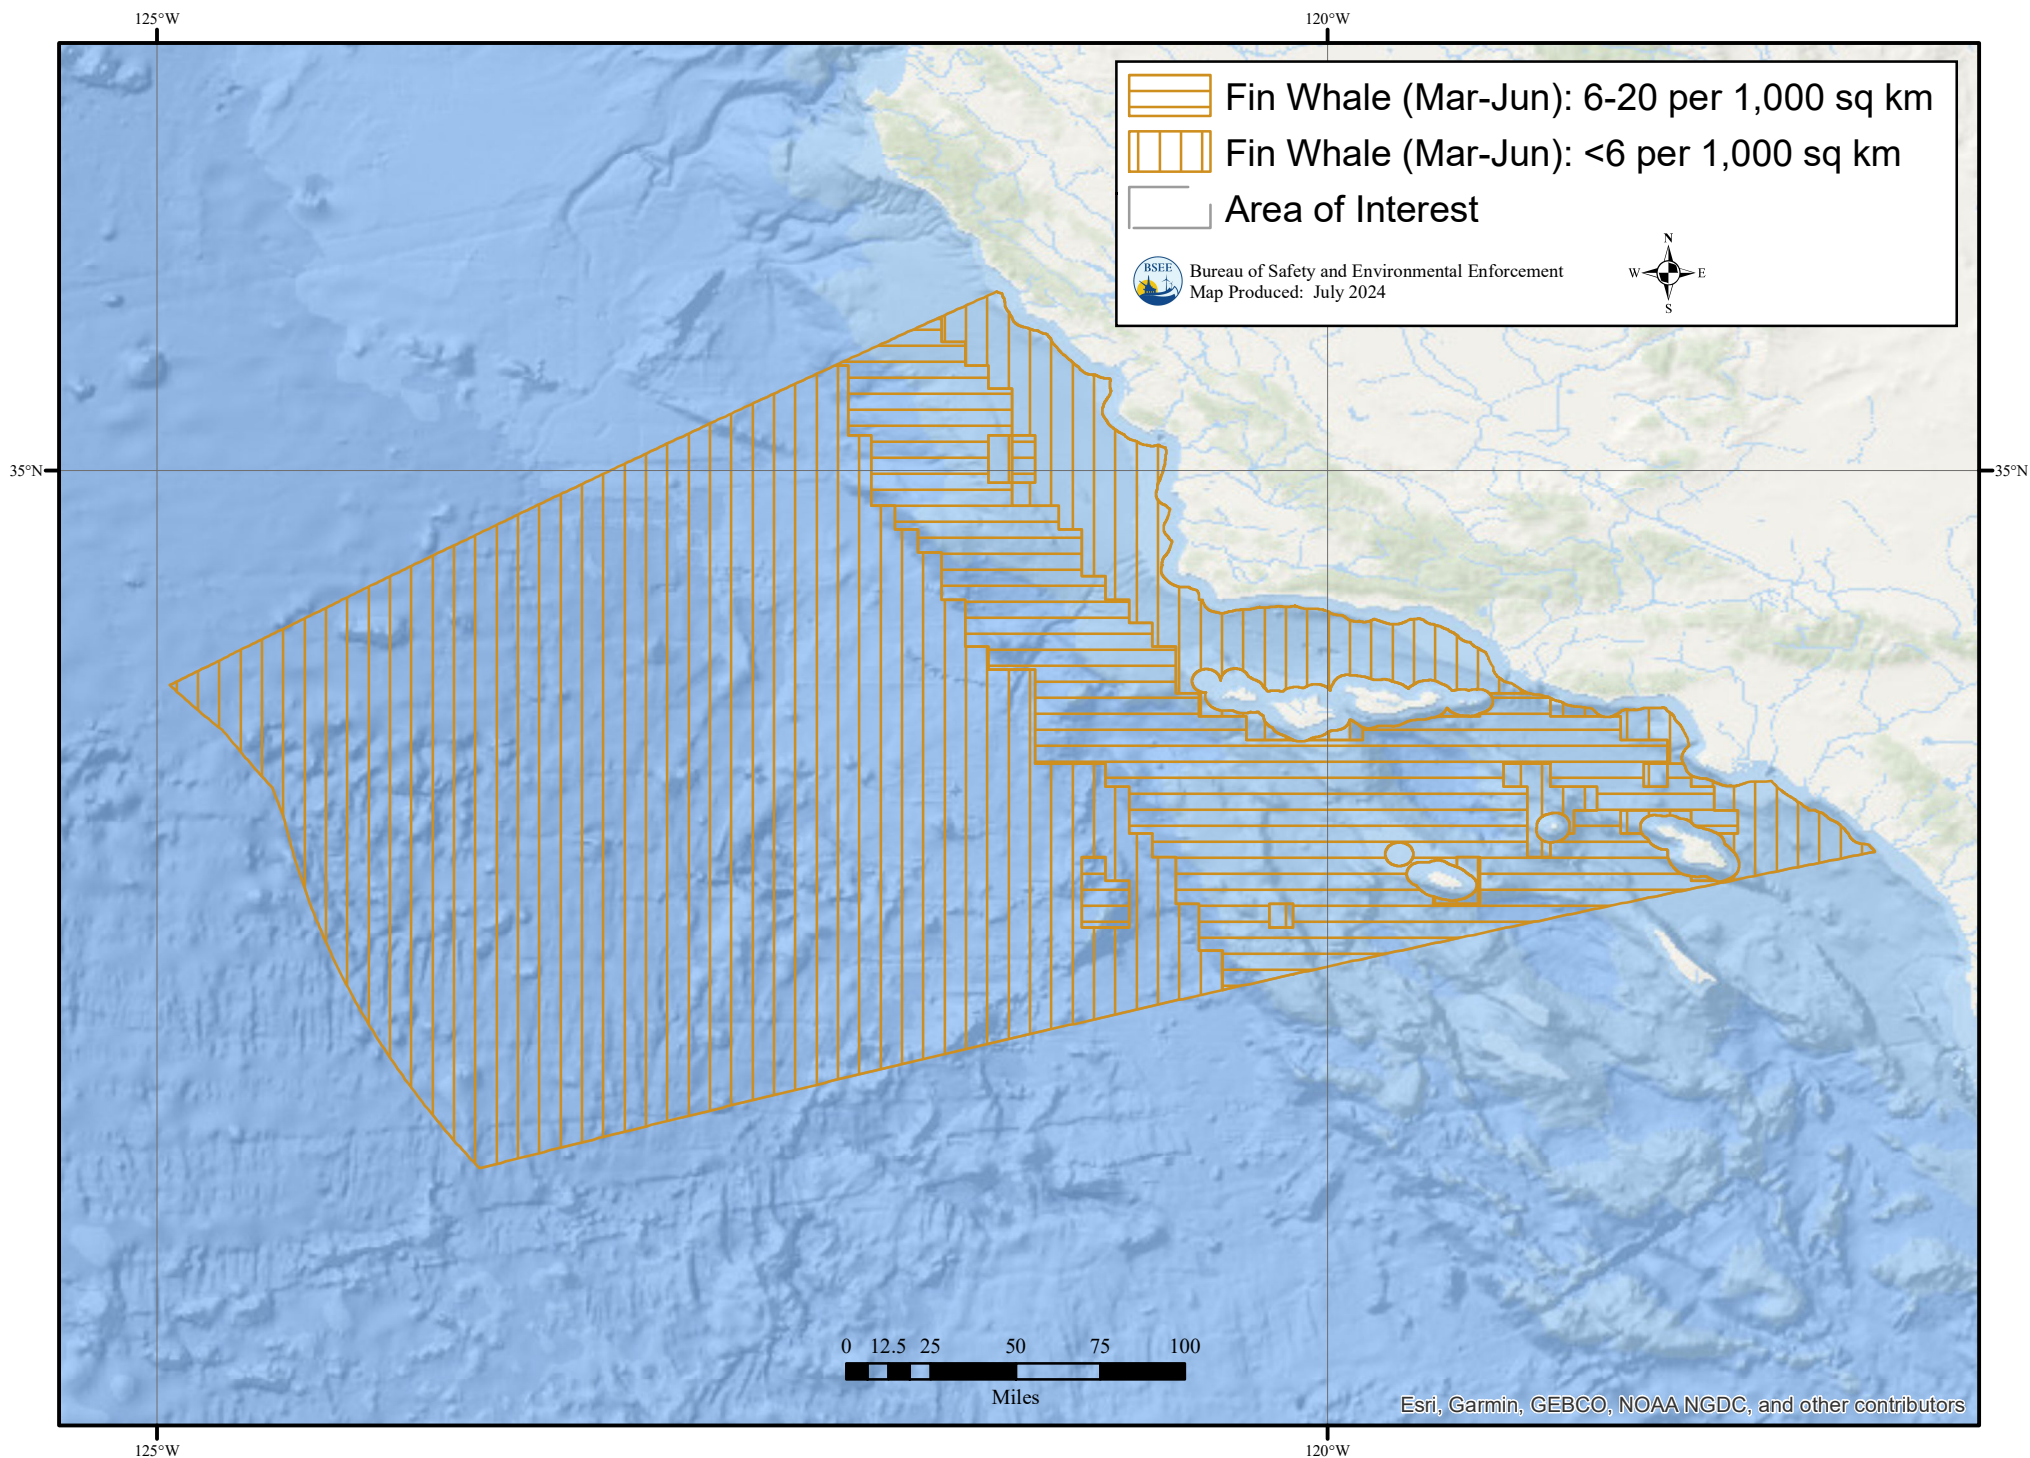 125°W 120°W
Fin Whale (Mar-Jun): 6-20 per 1,000 sq km
Fin Whale (Mar-Jun): <6 per 1,000 sq km
Area of Interest
N
W E
S
BSEE
Bureau of Safety and Environmental Enforcement
Map Produced: July 2024
35°N 35°N
0 12.5 25 50 75 100
Miles
Esri, Garmin, GEBCO, NOAA NGDC, and other contributors
125°W 120°W